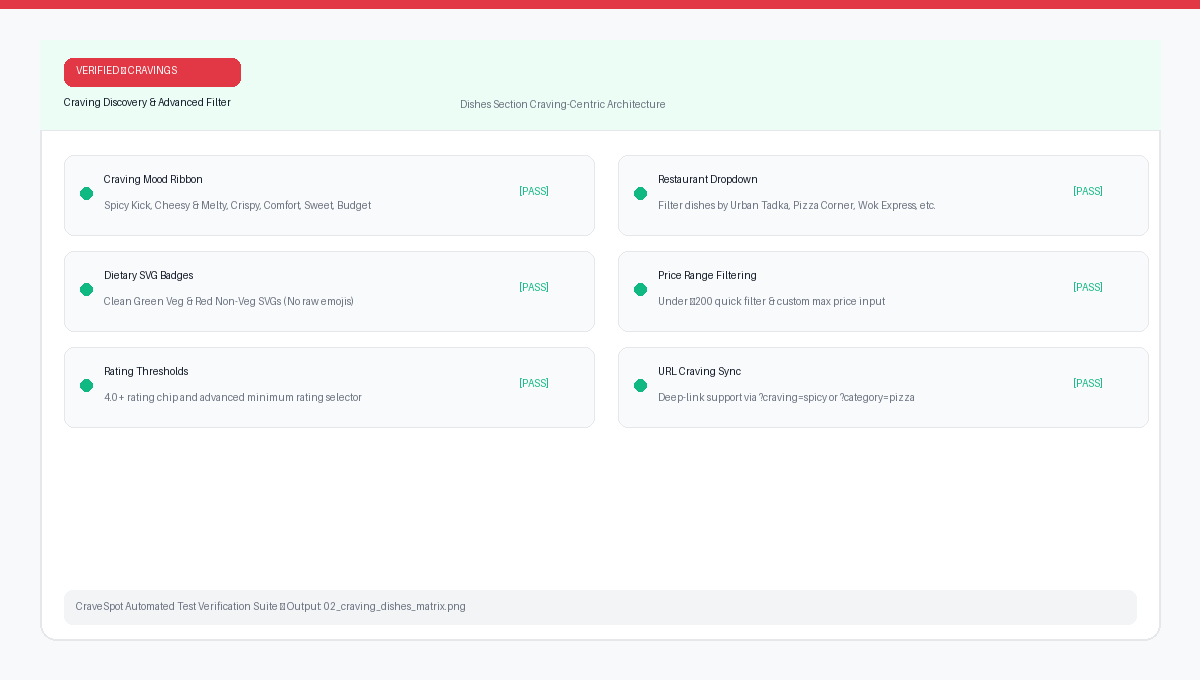 VERIFIED▯CRAVINGS
Craving Discovery & Advanced Filter
Dishes Section Craving-Centric Architecture
Craving Mood Ribbon
Spicy Kick, Cheesy & Melty, Crispy, Comfort, Sweet, Budget
[PASS]
Restaurant Dropdown
Filter dishes by Urban Tadka, Pizza Corner, Wok Express, etc.
[PASS]
Dietary SVG Badges
Clean Green Veg & Red Non-Veg SVGs (No raw emojis)
[PASS]
Price Range Filtering
Under ▯200 quick filter & custom max price input
[PASS]
Rating Thresholds
4.0+ rating chip and advanced minimum rating selector
[PASS]
URL Craving Sync
Deep-link support via ?craving=spicy or ?category=pizza
[PASS]
CraveSpot Automated Test Verification Suite ▯ Output: 02_craving_dishes_matrix.png